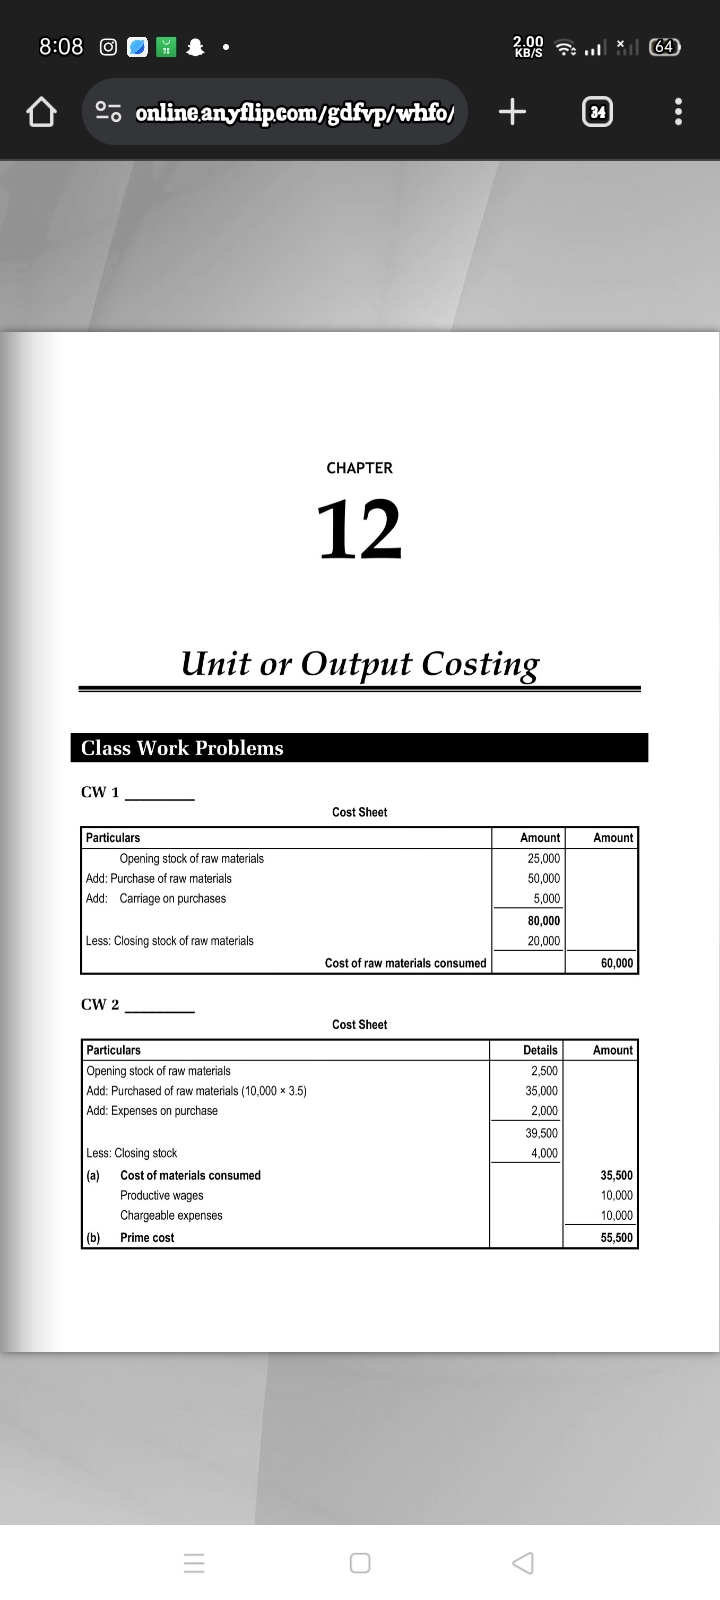 8:08
2.00
KB/S
64
online.anyflip.com/gdfvp/whfo/
34
CHAPTER
12
Unit or Output Costing
Class Work Problems
CW 1 ________
Cost Sheet
Particulars Amount Amount
Opening stock of raw materials 25,000
Add: Purchase of raw materials 50,000
Add: Carriage on purchases 5,000
80,000
Less: Closing stock of raw materials 20,000
Cost of raw materials consumed 60,000
CW 2 ________
Cost Sheet
Particulars Details Amount
Opening stock of raw materials 2,500
Add: Purchased of raw materials (10,000 × 3.5) 35,000
Add: Expenses on purchase 2,000
39,500
Less: Closing stock 4,000
(a) Cost of materials consumed 35,500
Productive wages 10,000
Chargeable expenses 10,000
(b) Prime cost 55,500